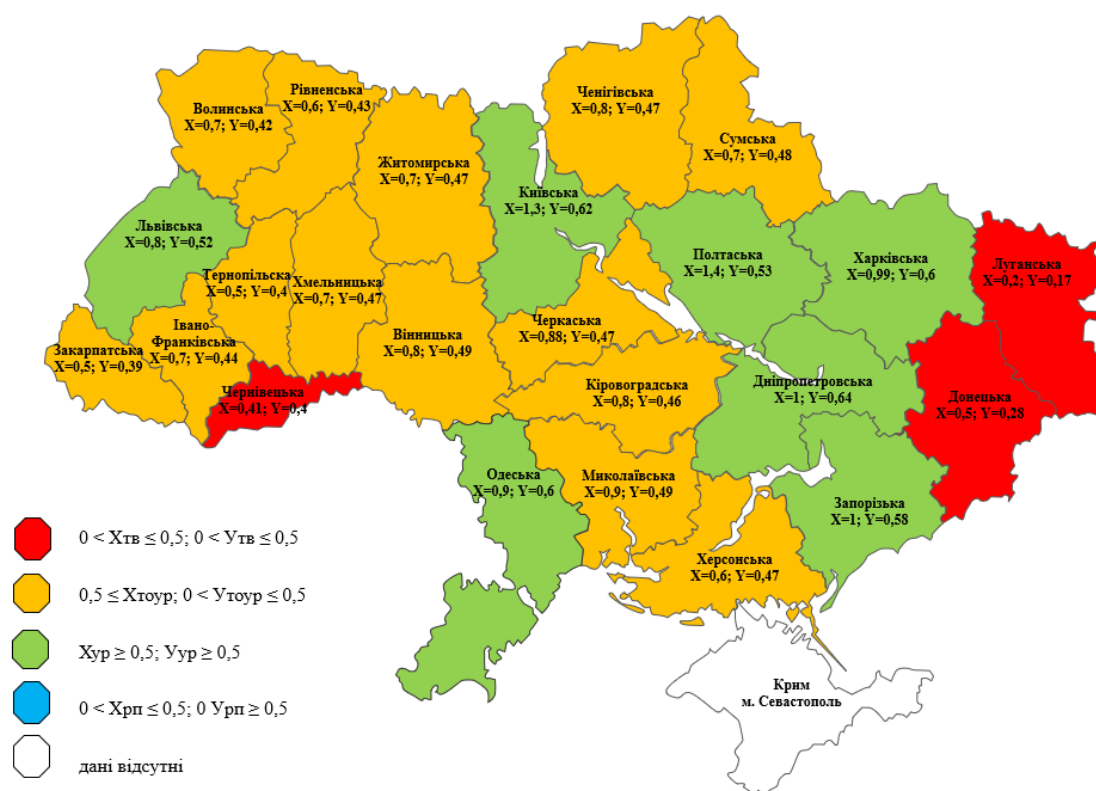 Волинська
X=0,7; Y=0,42
Рівненська
X=0,6; Y=0,43
Житомирська
X=0,7; Y=0,47
Ченігівська
X=0,8; Y=0,47
Сумська
X=0,7; Y=0,48
Київська
X=1,3; Y=0,62
Львівська
X=0,8; Y=0,52
Тернопільска
X=0,5; Y=0,4
Хмельницька
X=0,7; Y=0,47
Полтаська
X=1,4; Y=0,53
Харківська
X=0,99; Y=0,6
Луганська
X=0,2; Y=0,17
Закарпатська
X=0,5; Y=0,39
Івано-
Франківська
X=0,7; Y=0,44
Вінницька
X=0,8; Y=0,49
Черкаська
X=0,88; Y=0,47
Чернівецька
X=0,41; Y=0,4
Кіровоградська
X=0,8; Y=0,46
Дніпропетровська
X=1; Y=0,64
Донецька
X=0,5; Y=0,28
Одеська
X=0,9; Y=0,6
Миколаївська
X=0,9; Y=0,49
Запорізька
X=1; Y=0,58
Херсонська
X=0,6; Y=0,47
Крим
м. Севастополь
0 < Xтв ≤ 0,5; 0 < Утв ≤ 0,5
0,5 ≤ Хтоур; 0 < Утоур ≤ 0,5
Хур ≥ 0,5; Уур ≥ 0,5
0 < Хрп ≤ 0,5; 0 Урп ≥ 0,5
дані відсутні